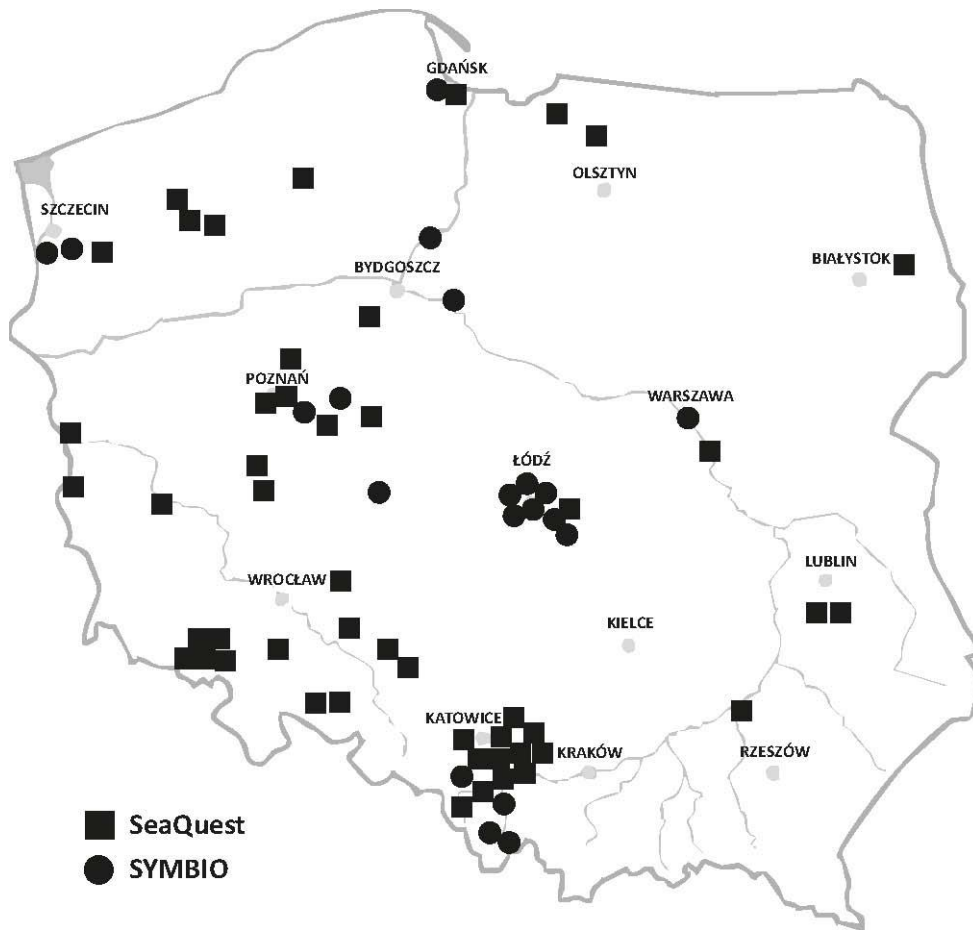 GDAŃSK
OLSZTYN
SZCZECIN
BIAŁYSTOK
BYDGOSZCZ
POZNAŃ
WARSZAWA
ŁÓDŹ
LUBLIN
WROCŁAW
KIELCE
KATOWICE
KRAKÓW
RZESZÓW
SeaQuest
SYMBIO